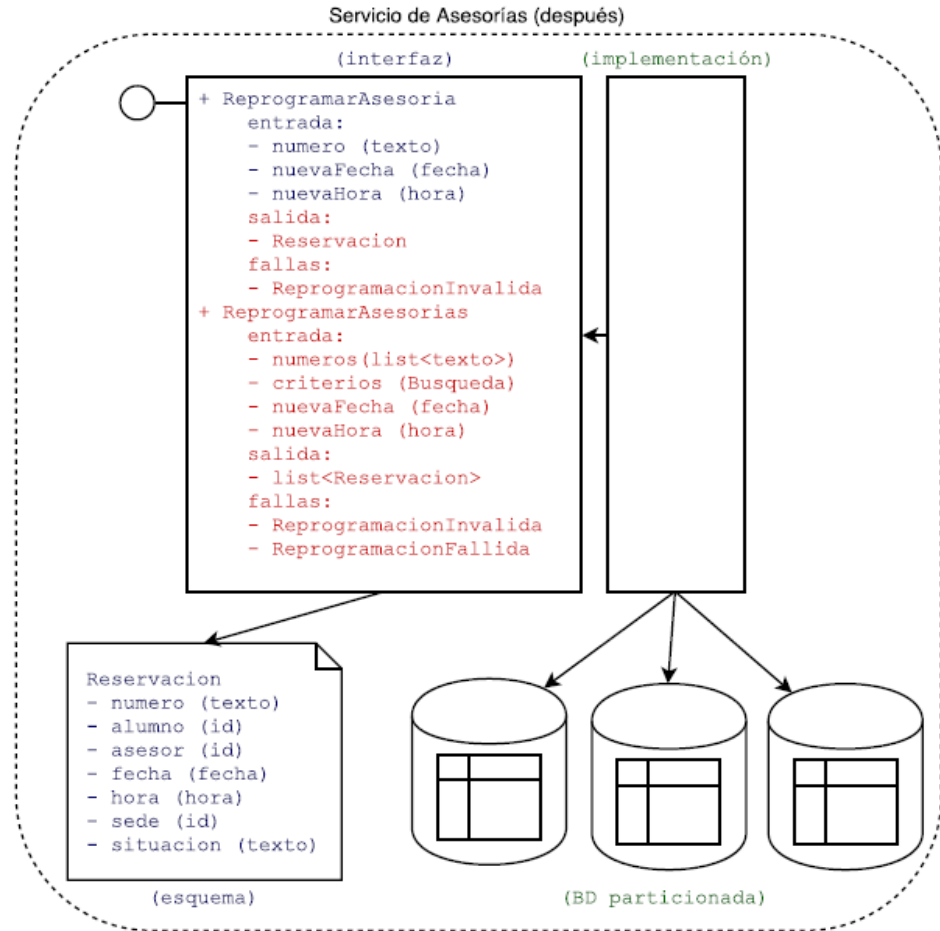 Servicio de Asesorías (después)
(interfaz)
(implementación)
+ ReprogramarAsesoria
entrada:
- numero (texto)
- nuevaFecha (fecha)
- nuevaHora (hora)
salida:
- Reservacion
fallas:
- ReprogramacionInvalida
+ ReprogramarAsesorias
entrada:
- numeros(list<texto>)
- criterios (Busqueda)
- nuevaFecha (fecha)
- nuevaHora (hora)
salida:
- list<Reservacion>
fallas:
- ReprogramacionInvalida
- ReprogramacionFallida
Reservacion
- numero (texto)
- alumno (id)
- asesor (id)
- fecha (fecha)
- hora (hora)
- sede (id)
- situacion (texto)
(esquema)
(BD particionada)